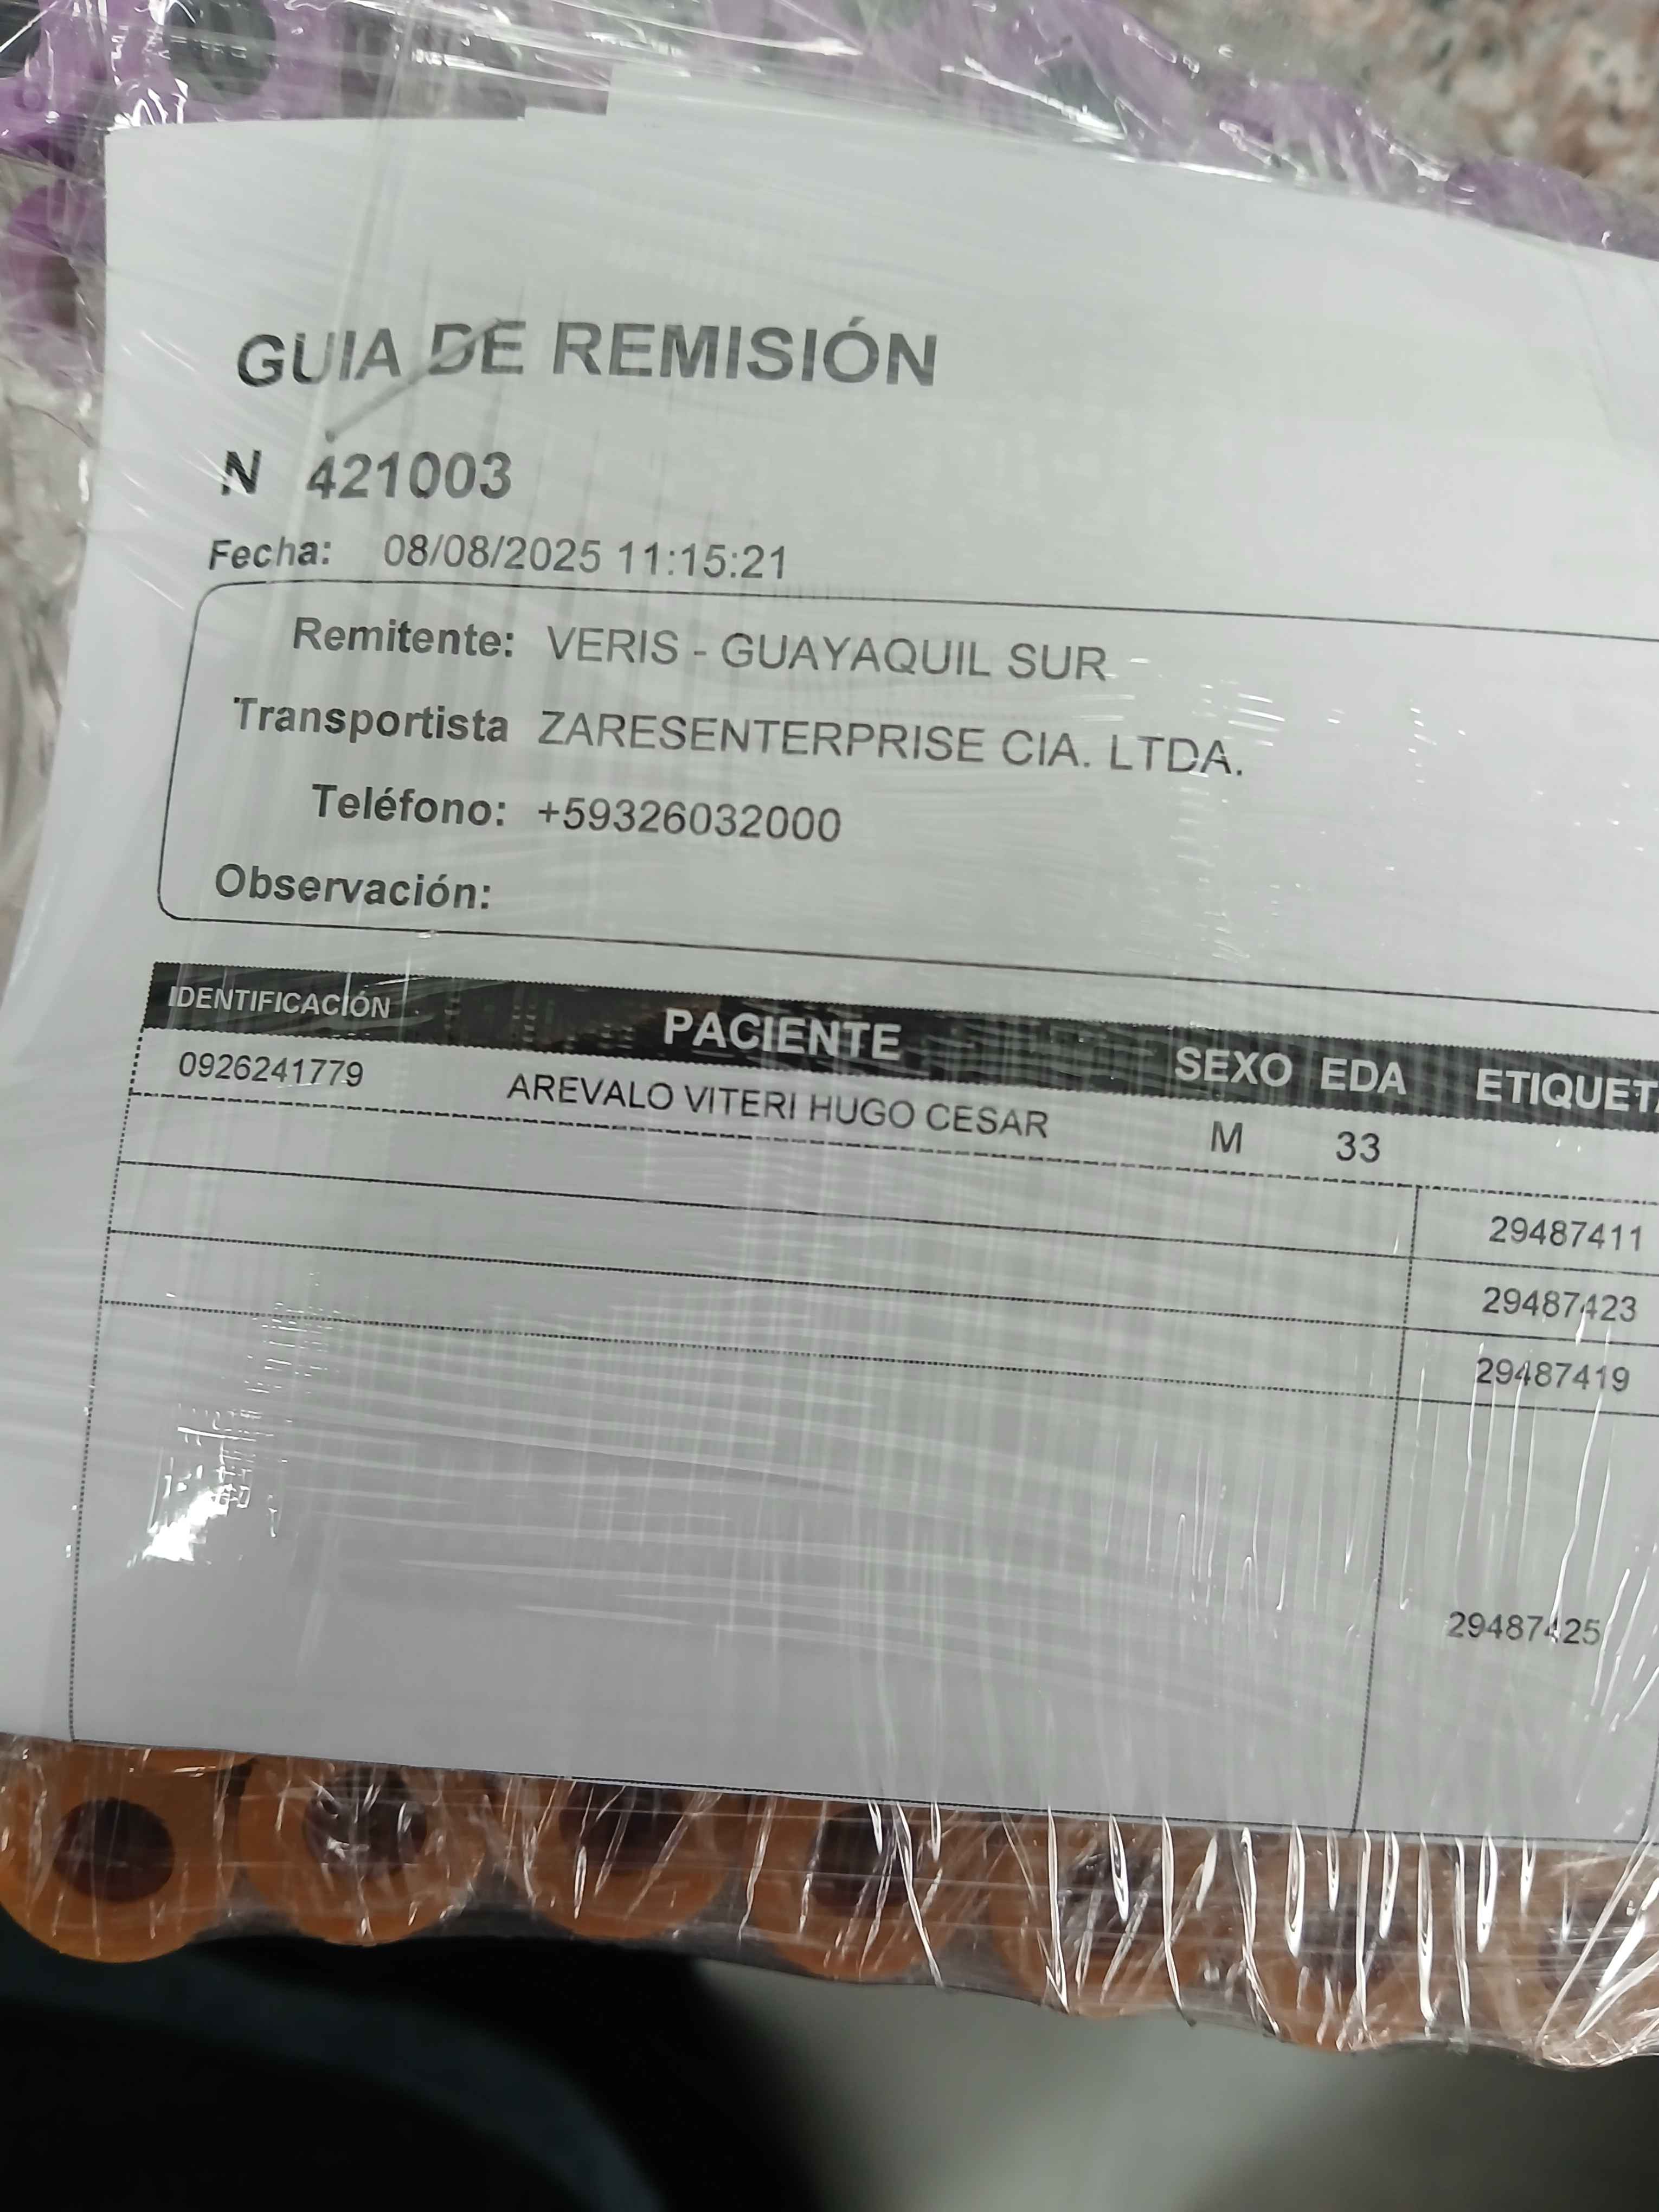 GUIA DE REMISIÓN
N 421003
Fecha: 08/08/2025 11:15:21
Remitente: VERIS - GUAYAQUIL SUR
Transportista ZARESENTERPRISE CIA. LTDA.
Teléfono: +59326032000
Observación:
IDENTIFICACIÓN PACIENTE SEXO EDA ETIQUETA
0926241779 AREVALO VITERI HUGO CESAR M 33
29487411
29487423
29487419
29487425